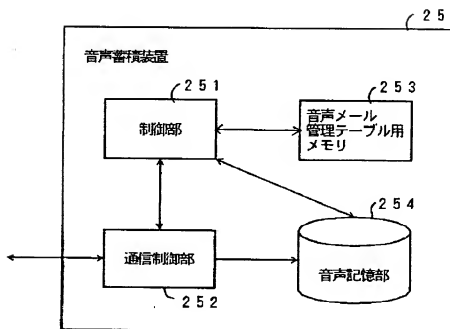 25
音声蓄積装置
251
制御部
253
音声メール
管理テーブル用
メモリ
254
通信制御部
252
音声記憶部